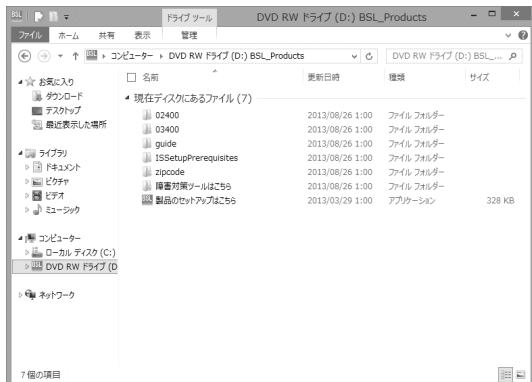 BSL
ドライブ ツール
DVD RW ドライブ (D:) BSL_Products
ファイル ホーム 共有 表示 管理
BSL コンピューター DVD RW ドライブ (D:) BSL_Products
DVD RW ドライブ (D:) BSL_...
お気に入り
ダウンロード
デスクトップ
最近表示した場所
ライブラリ
ドキュメント
ピクチャ
ビデオ
ミュージック
コンピューター
ローカル ディスク (C:)
BSL DVD RW ドライブ (D
ネットワーク
名前 更新日時 種類 サイズ
現在ディスクにあるファイル (7)
02400 2013/08/26 1:00 ファイル フォルダー
03400 2013/08/26 1:00 ファイル フォルダー
guide 2013/08/26 1:00 ファイル フォルダー
ISSetupPrerequisites 2013/08/26 1:00 ファイル フォルダー
zipcode 2013/08/26 1:00 ファイル フォルダー
障害対策ツールはこちら 2013/08/26 1:00 ファイル フォルダー
BSL 製品のセットアップはこちら 2013/03/29 1:00 アプリケーション 328 KB
7 個の項目